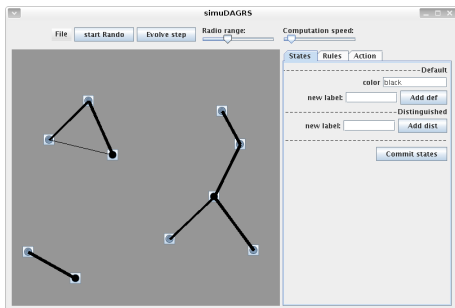 simuDAGRS
File start Rando Evolve step Radio range: Computation speed:
States Rules Action
Default
color black
new label: Add def
Distinguished
new label: Add dist
Commit states